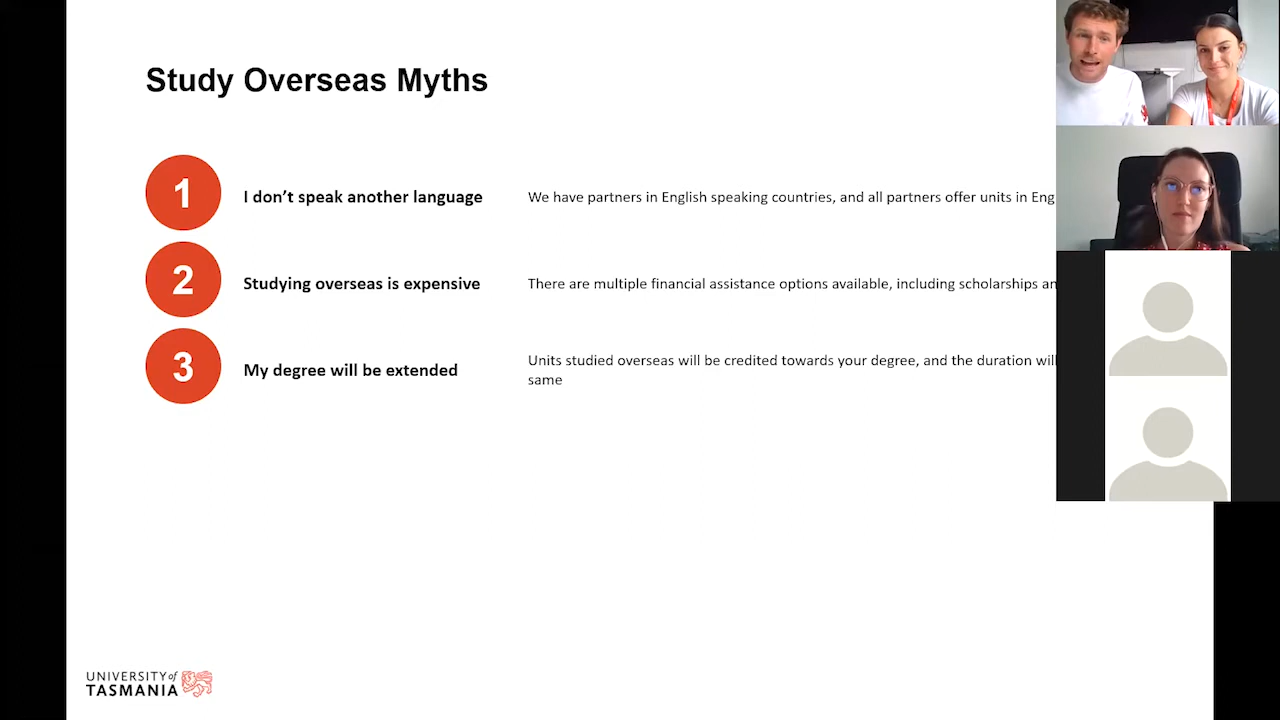 Study Overseas Myths
1
I don’t speak another language
We have partners in English speaking countries, and all partners offer units in Eng
2
Studying overseas is expensive
There are multiple financial assistance options available, including scholarships an
3
My degree will be extended
Units studied overseas will be credited towards your degree, and the duration will
same
UNIVERSITY of
TASMANIA